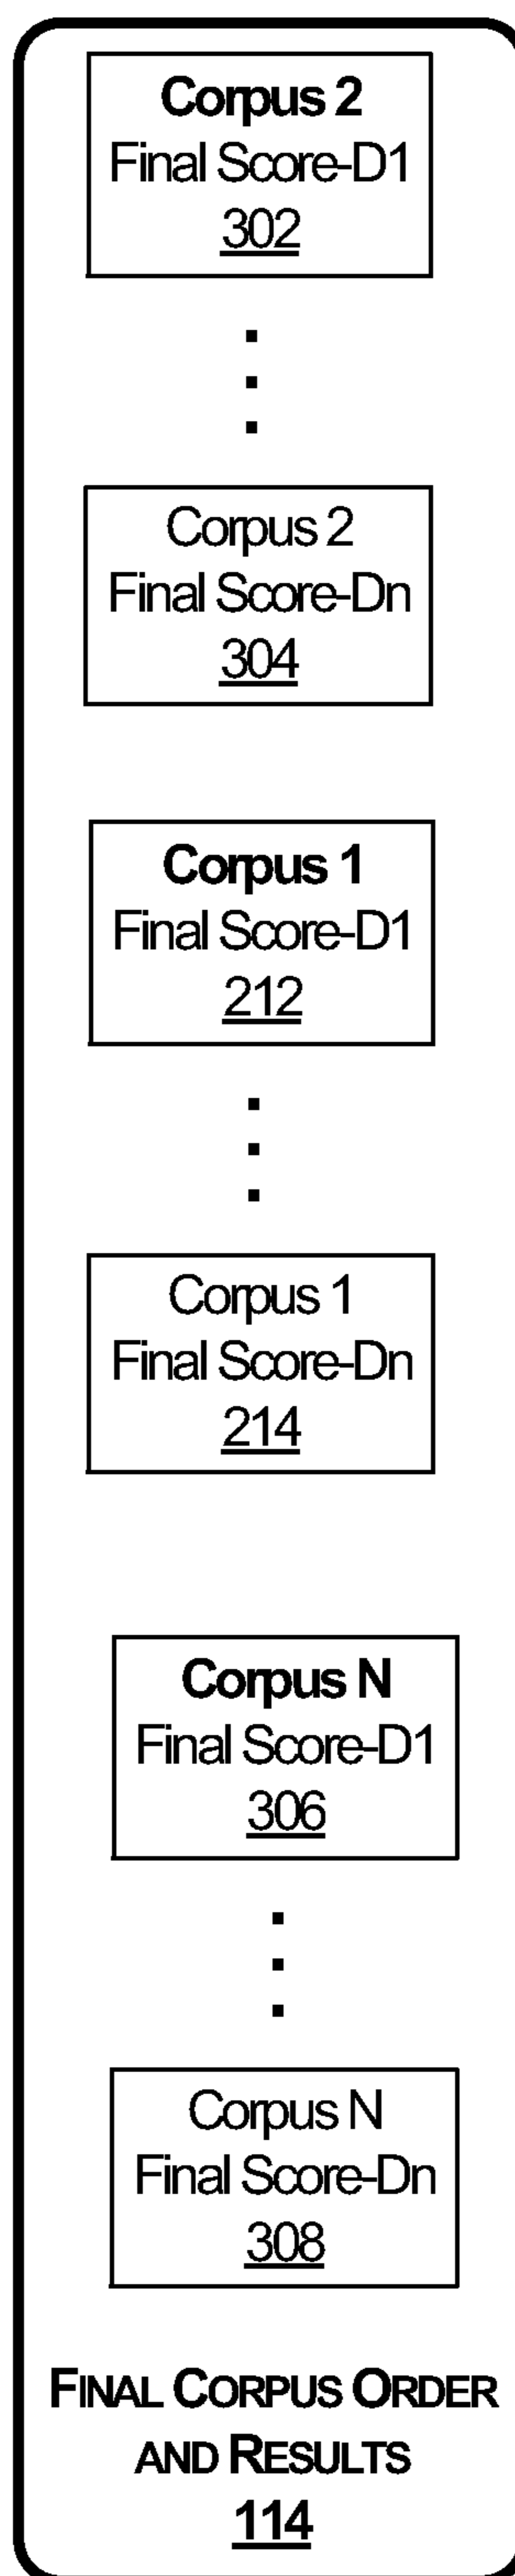 Corpus 2
Final Score-D1
302
Corpus 2
Final Score-Dn
304
Corpus 1
Final Score-D1
212
Corpus 1
Final Score-Dn
214
Corpus N
Final Score-D1
306
Corpus N
Final Score-Dn
308
FINAL CORPUS ORDER
AND RESULTS
114